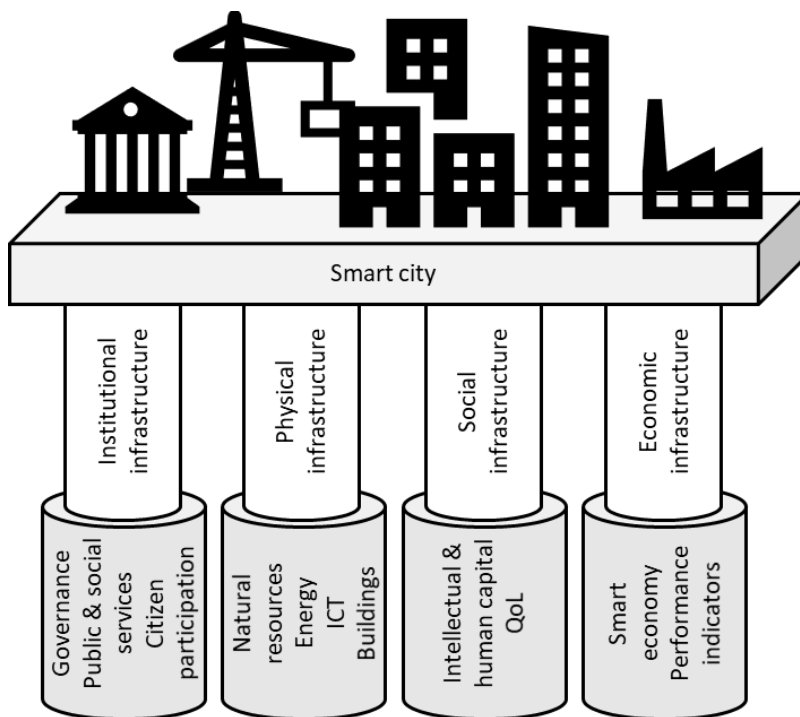 Smart city
Institutional
infrastructure
Physical
infrastructure
Social
infrastructure
Economic
infrastructure
Governance
Public & social
services
Citizen
participation
Natural
resources
Energy
ICT
Buildings
Intellectual &
human capital
QoL
Smart
economy
Performance
indicators